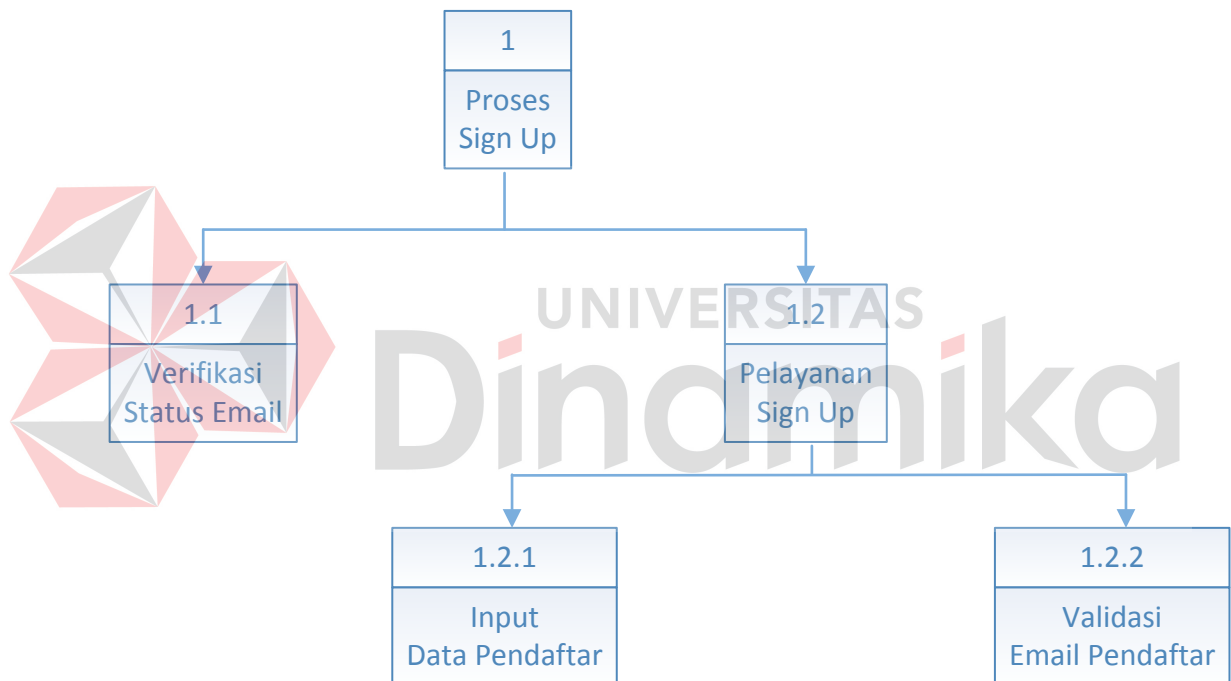 1
Proses
Sign Up
1.1
Verifikasi
Status Email
UNIVERSITAS
Dinamika
1.2
Pelayanan
Sign Up
1.2.1
Input
Data Pendaftar
1.2.2
Validasi
Email Pendaftar